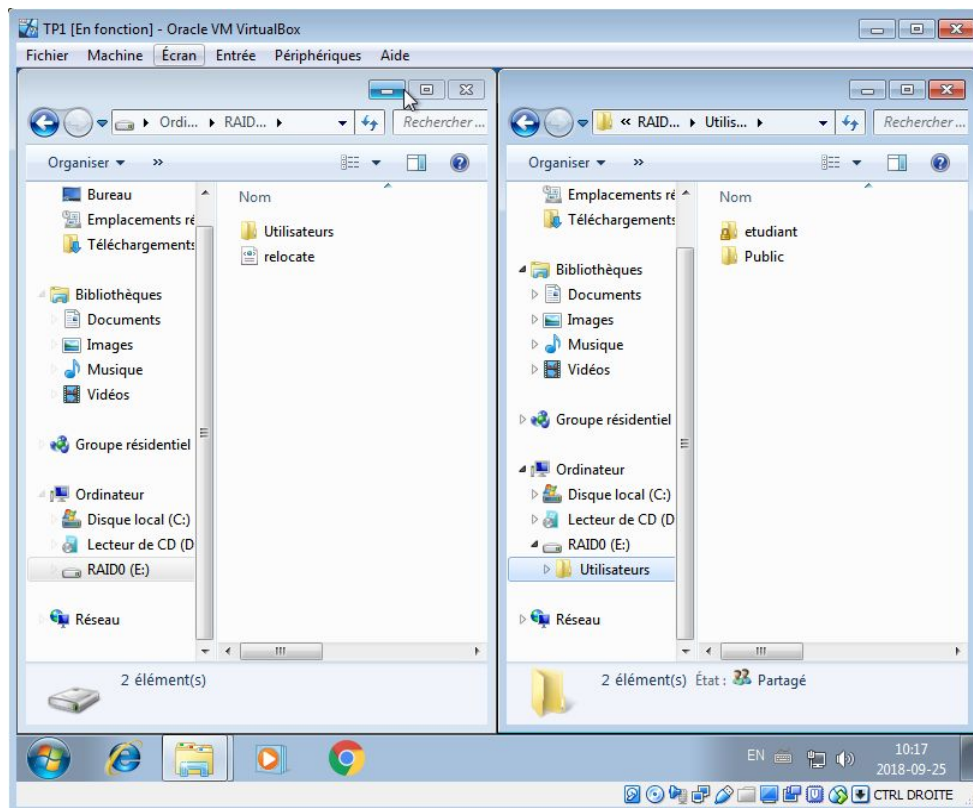 TP1 [En fonction] - Oracle VM VirtualBox
Fichier Machine Écran Entrée Périphériques Aide
Ordi... RAID...
Rechercher...
Organiser »
Bureau
Emplacements ré
Téléchargements
Bibliothèques
Documents
Images
Musique
Vidéos
Groupe résidentiel
Ordinateur
Disque local (C:)
Lecteur de CD (D
RAID0 (E:)
Réseau
Nom
Utilisateurs
relocate
2 élément(s)
« RAID... Utilis...
Rechercher...
Organiser »
Emplacements ré
Téléchargements
Bibliothèques
Documents
Images
Musique
Vidéos
Groupe résidentiel
Ordinateur
Disque local (C:)
Lecteur de CD (D
RAID0 (E:)
Utilisateurs
Réseau
Nom
etudiant
Public
2 élément(s) État : Partagé
EN
10:17
2018-09-25
CTRL DROITE